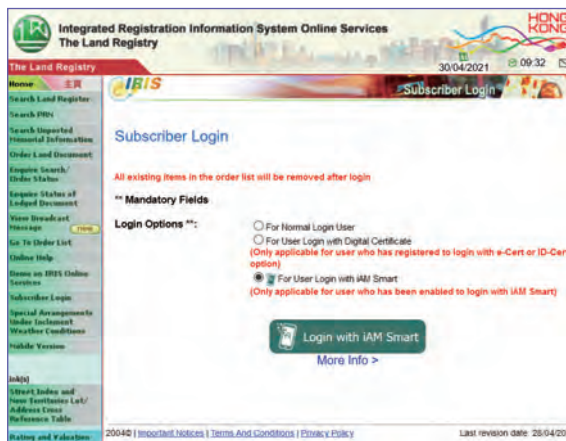 Integrated Registration Information System Online Services
The Land Registry
HONG
KONG
The Land Registry
30/04/2021
09:32
Home
主頁
IRIS
Subscriber Login
Search Land Register
Search PRN
Search Unposted
Memorial Information
Order Land Document
Enquire Search/
Order Status
Enquire Status of
Lodged Document
View Broadcast
Message
new
Go To Order List
Online Help
Demo on IRIS Online
Services
Subscriber Login
Special Arrangements
Under Inclement
Weather Conditions
Mobile Version
link(s)
Street Index and
New Territories Lot/
Address Cross
Reference Table
Rating and Valuation
Subscriber Login
All existing items in the order list will be removed after login
** Mandatory Fields
Login Options **:
For Normal Login User
For User Login with Digital Certificate
(Only applicable for user who has registered to login with e-Cert or ID-Cert
option)
For User Login with iAM Smart
(Only applicable for user who has been enabled to login with iAM Smart)
Login with iAM Smart
More Info >
2004© | Important Notices | Terms And Conditions | Privacy Policy
Last revision date: 28/04/20